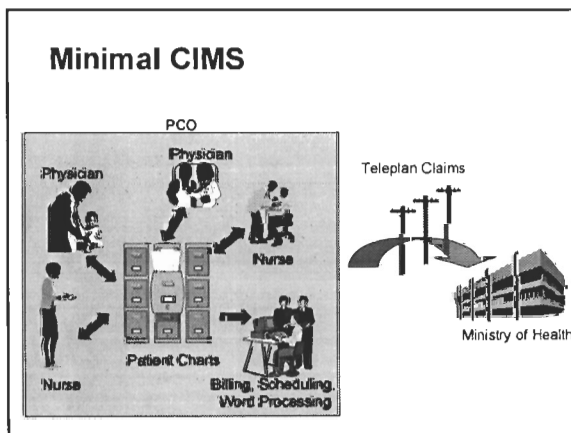 Minimal CIMS
PCO
Physician
Physician
Teleplan Claims
Nurse
Ministry of Health
Patient Charts
Nurse
Billing, Scheduling,
Word Processing